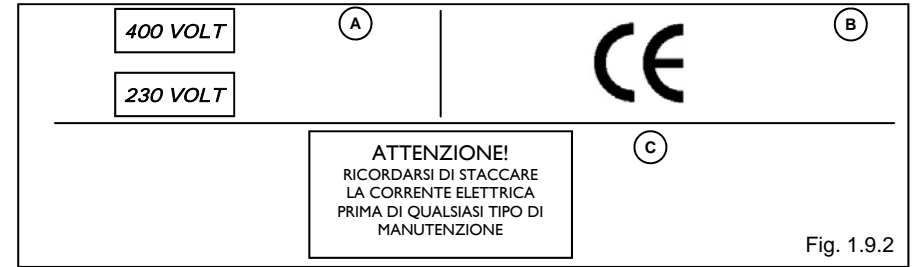 400 VOLT
A
230 VOLT
CE
B
ATTENZIONE!
RICORDARSI DI STACCARE
LA CORRENTE ELETTRICA
PRIMA DI QUALSIASI TIPO DI
MANUTENZIONE
C
Fig. 1.9.2